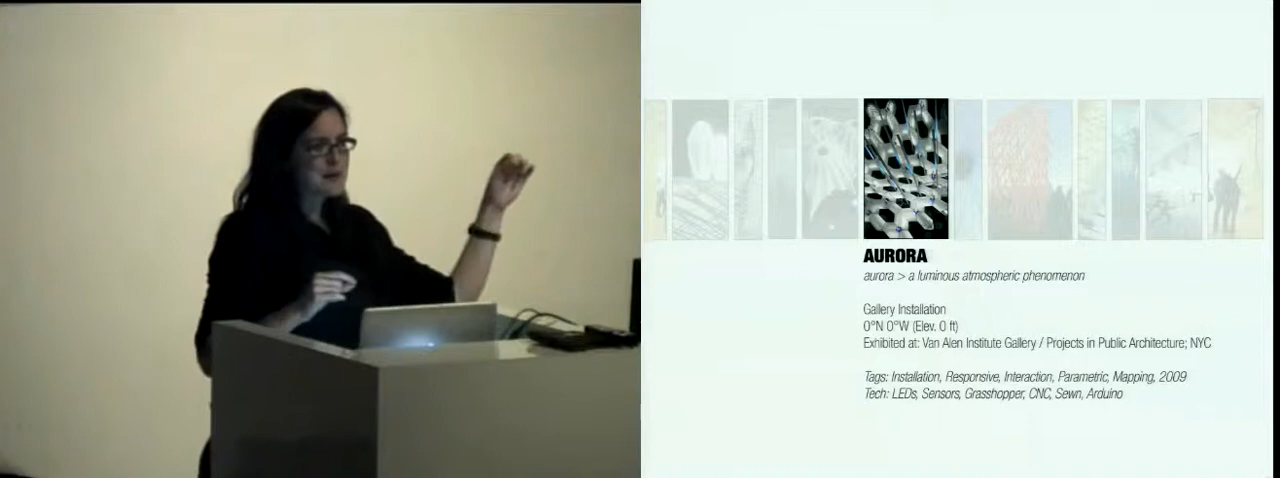 AURORA
aurora > a luminous atmospheric phenomenon
Gallery Installation
0°N 0°W (Elev. 0 ft)
Exhibited at: Van Alen Institute Gallery / Projects in Public Architecture; NYC
Tags: Installation, Responsive, Interaction, Parametric, Mapping, 2009
Tech: LEDs, Sensors, Grasshopper, CNC, Sewn, Arduino